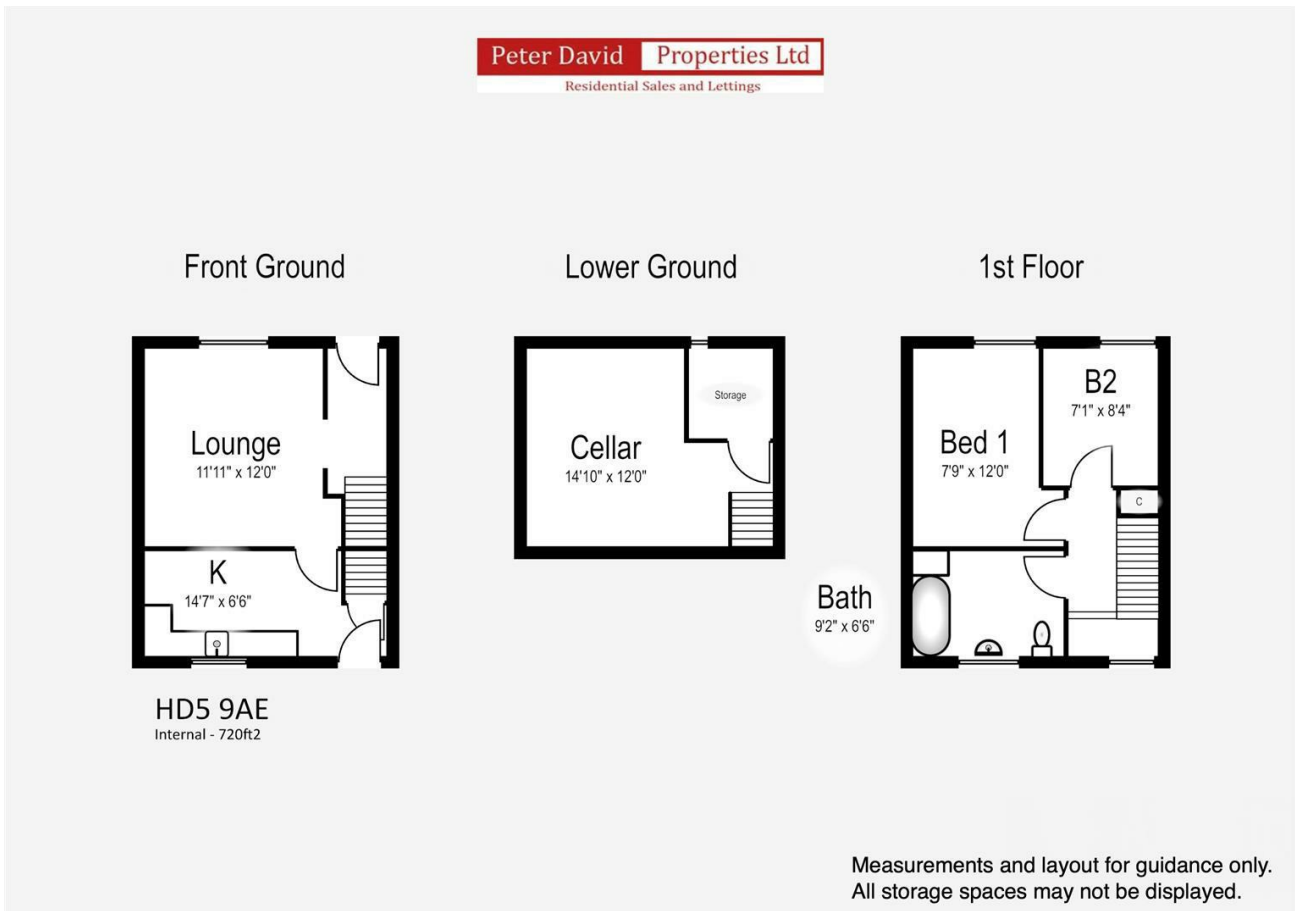 Peter David Properties Ltd
Residential Sales and Lettings
Front Ground
Lounge
11'11" x 12'0"
K
14'7" x 6'6"
HD5 9AE
Internal - 720ft2
Lower Ground
Storage
Cellar
14'10" x 12'0"
1st Floor
B2
7'1" x 8'4"
Bed 1
7'9" x 12'0"
C
Bath
9'2" x 6'6"
Measurements and layout for guidance only.
All storage spaces may not be displayed.